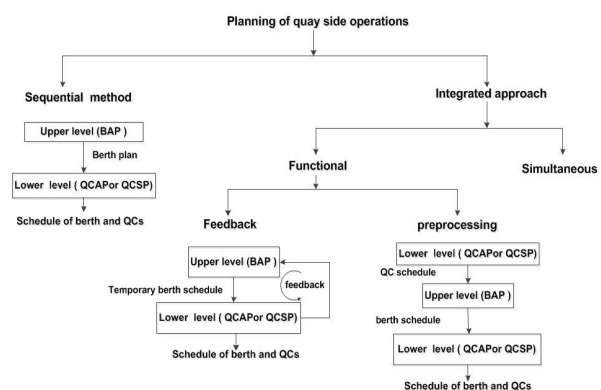 Planning of quay side operations
Sequential method
Integrated approach
Upper level (BAP )
Berth plan
Lower level ( QCAPor QCSP)
Schedule of berth and QCs
Functional
Simultaneous
Feedback
preprocessing
Upper level (BAP )
feedback
Temporary berth schedule
Lower level ( QCAPor QCSP)
Schedule of berth and QCs
Lower level ( QCAPor QCSP)
QC schedule
Upper level (BAP )
berth schedule
Lower level ( QCAPor QCSP)
Schedule of berth and QCs